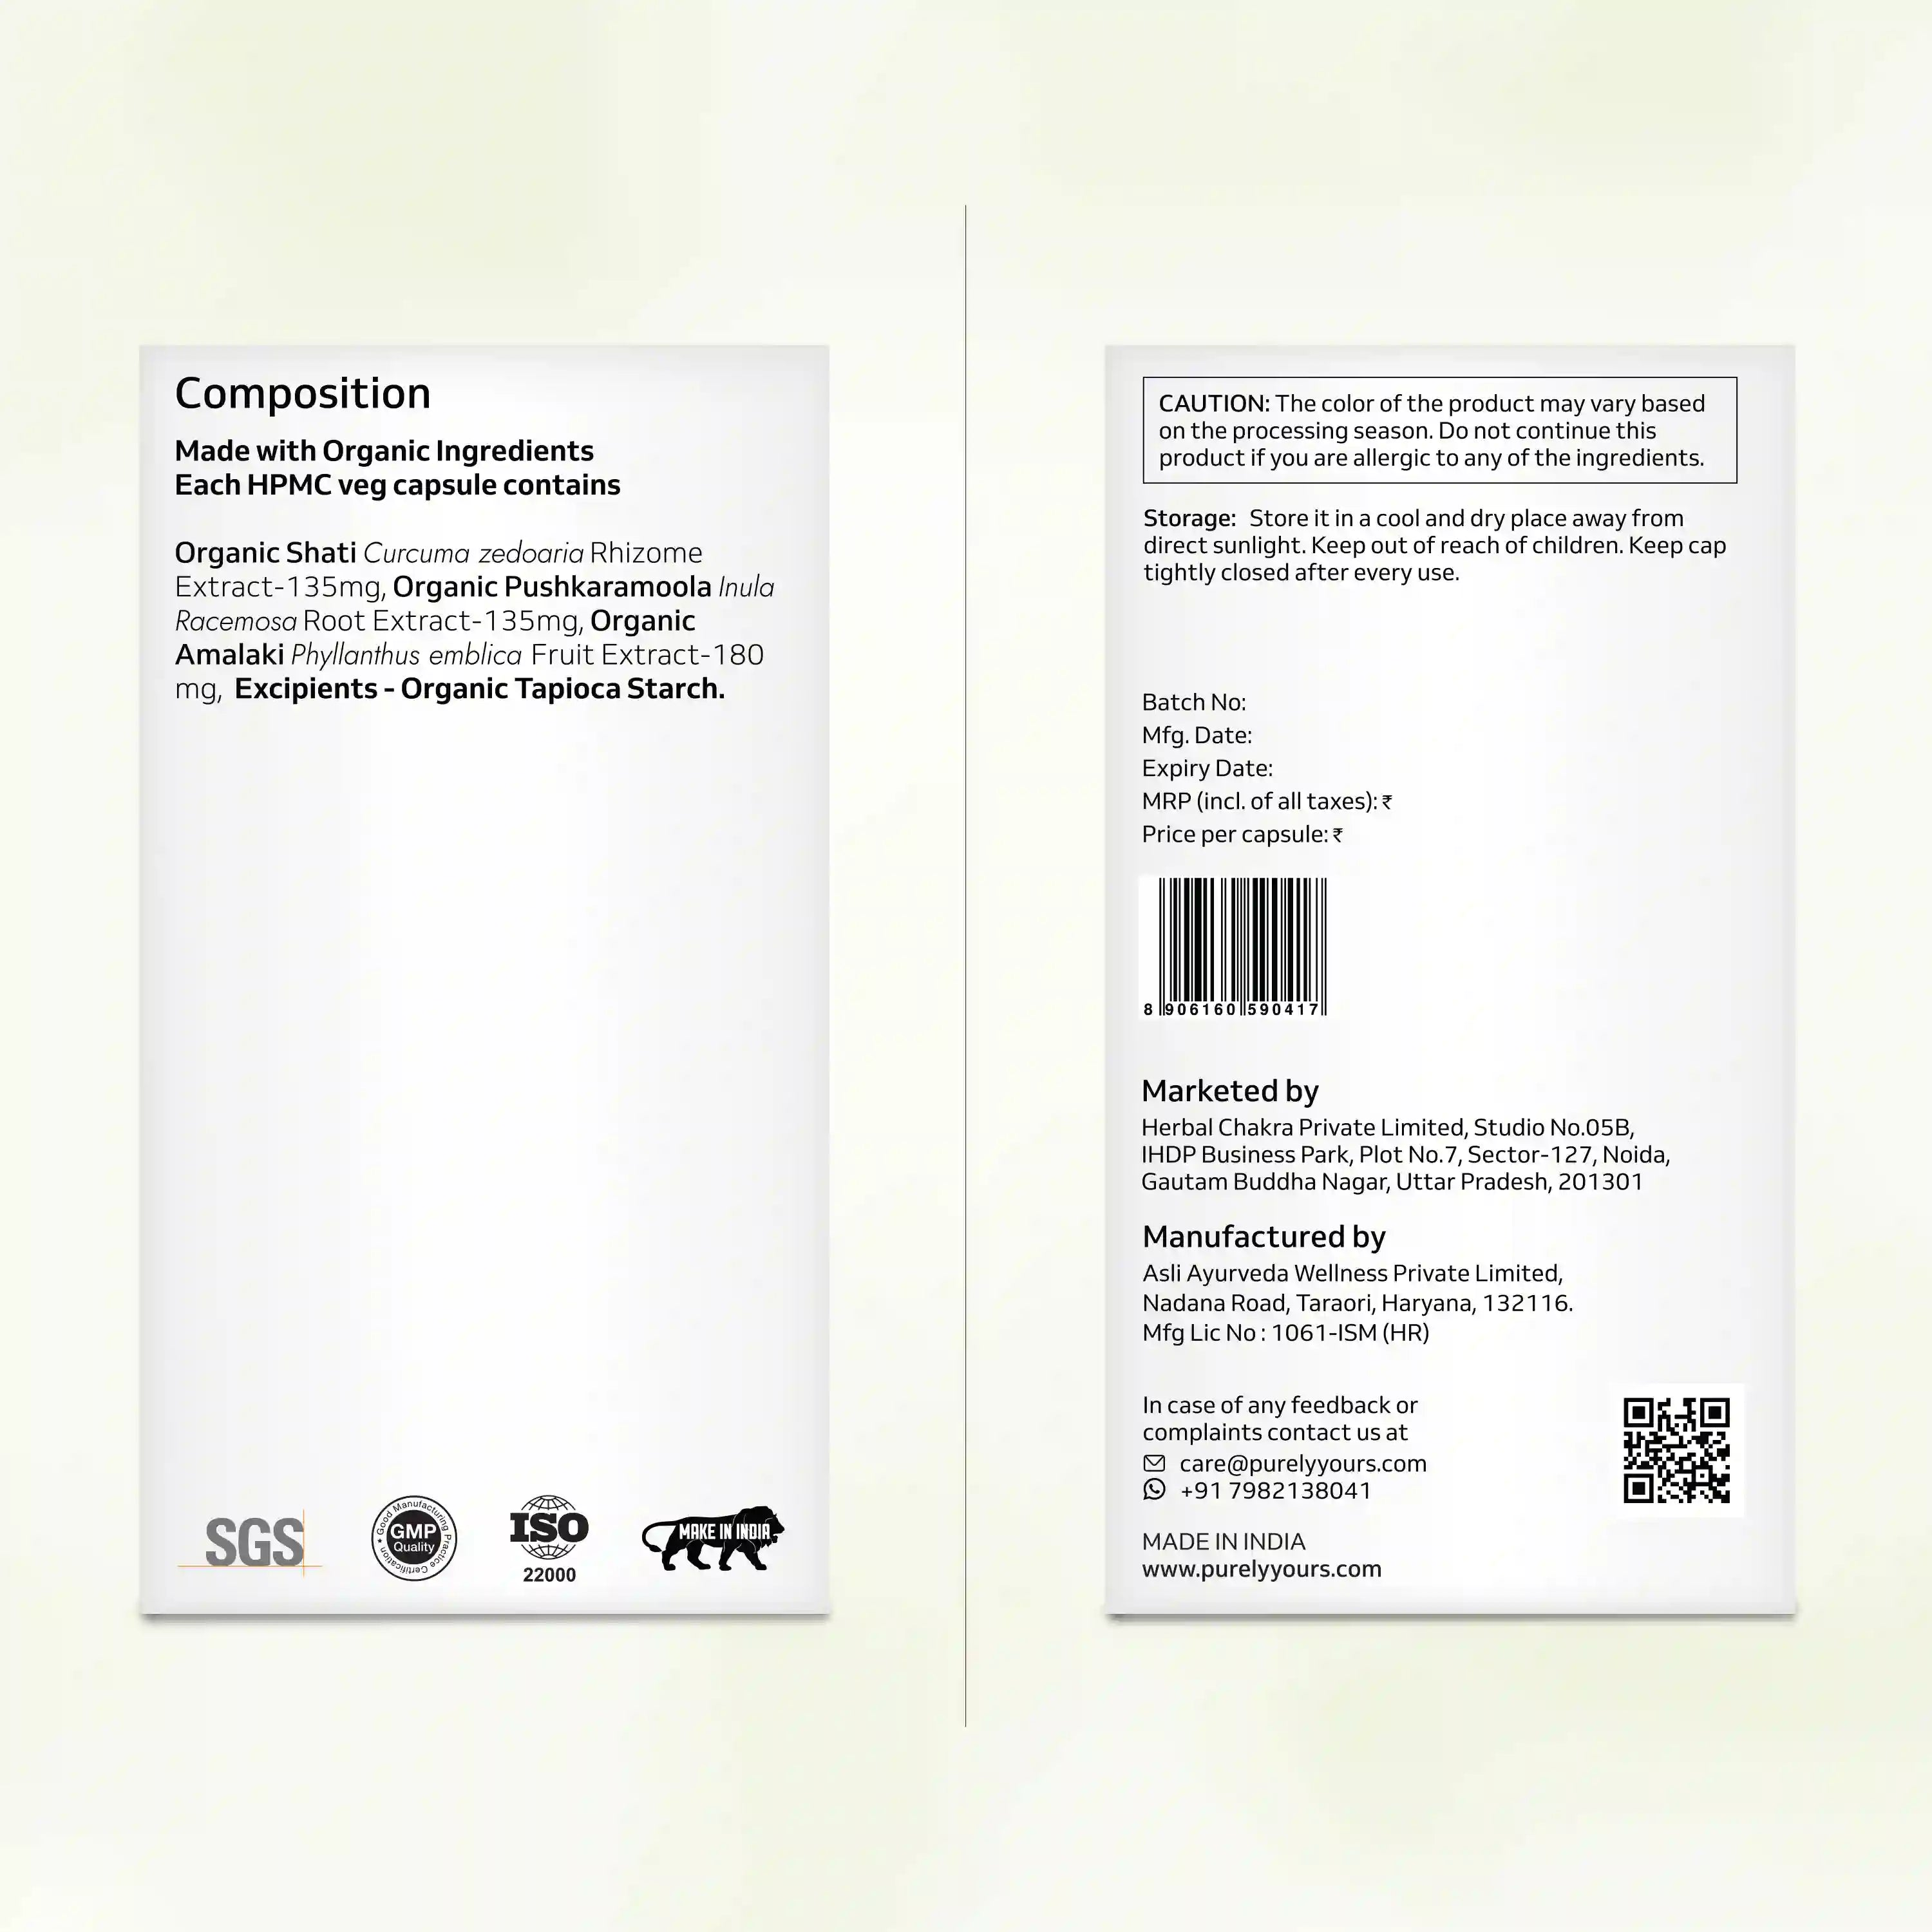 Composition
Made with Organic Ingredients
Each HPMC veg capsule contains
Organic Shati Curcuma zedoaria Rhizome
Extract-135mg, Organic Pushkaramoola Inula
Racemosa Root Extract-135mg, Organic
Amalaki Phyllanthus emblica Fruit Extract-180
mg, Excipients - Organic Tapioca Starch.
SGS
Good Manufacturing Practice Certification
GMP
Quality
ISO
22000
MAKE IN INDIA
CAUTION: The color of the product may vary based
on the processing season. Do not continue this
product if you are allergic to any of the ingredients.
Storage: Store it in a cool and dry place away from
direct sunlight. Keep out of reach of children. Keep cap
tightly closed after every use.
Batch No:
Mfg. Date:
Expiry Date:
MRP (incl. of all taxes): ₹
Price per capsule: ₹
8 906160 590417
Marketed by
Herbal Chakra Private Limited, Studio No.05B,
IHDP Business Park, Plot No.7, Sector-127, Noida,
Gautam Buddha Nagar, Uttar Pradesh, 201301
Manufactured by
Asli Ayurveda Wellness Private Limited,
Nadana Road, Taraori, Haryana, 132116.
Mfg Lic No : 1061-ISM (HR)
In case of any feedback or
complaints contact us at
care@purelyyours.com
+91 7982138041
MADE IN INDIA
www.purelyyours.com